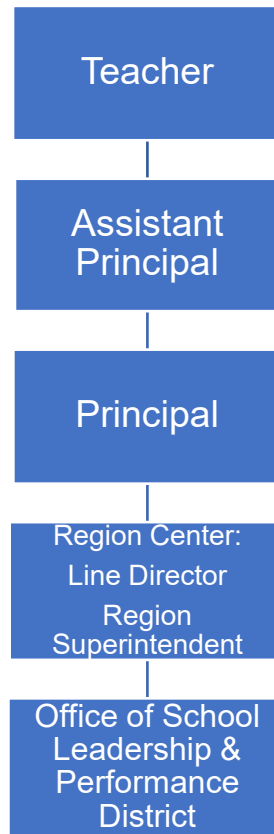 Teacher
Assistant
Principal
Principal
Region Center:
Line Director
Region
Superintendent
Office of School
Leadership &
Performance
District